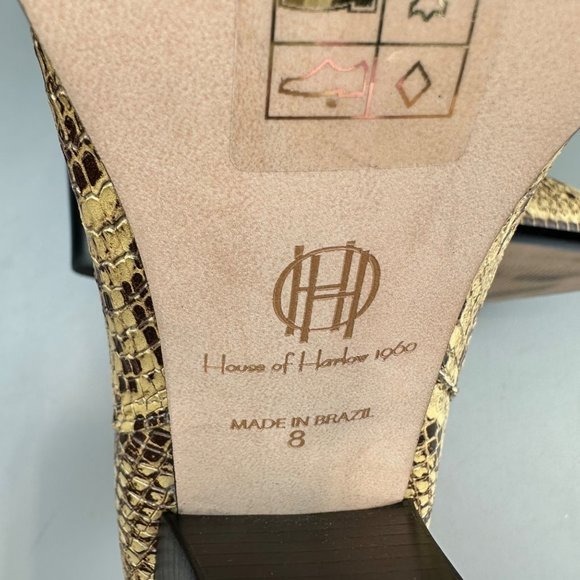 House of Harlow 1960
MADE IN BRAZIL
8